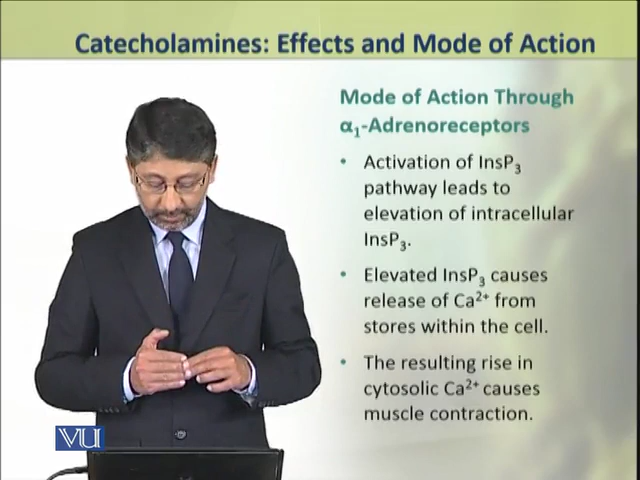 Catecholamines: Effects and Mode of Action
Mode of Action Through
α₁-Adrenoreceptors
• Activation of InsP₃
pathway leads to
elevation of intracellular
InsP₃.
• Elevated InsP₃ causes
release of Ca²⁺ from
stores within the cell.
• The resulting rise in
cytosolic Ca²⁺ causes
muscle contraction.
VU